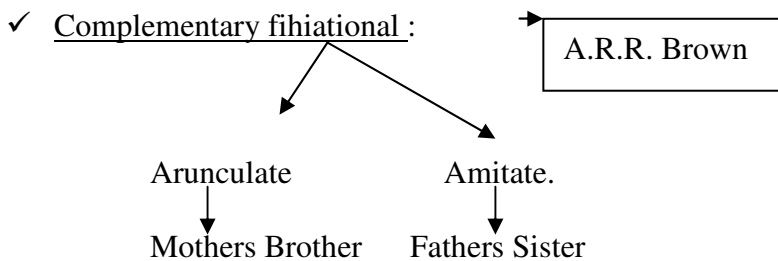 ✓ Complementary fihiational :
A.R.R. Brown
Arunculate Amitate.
Mothers Brother Fathers Sister